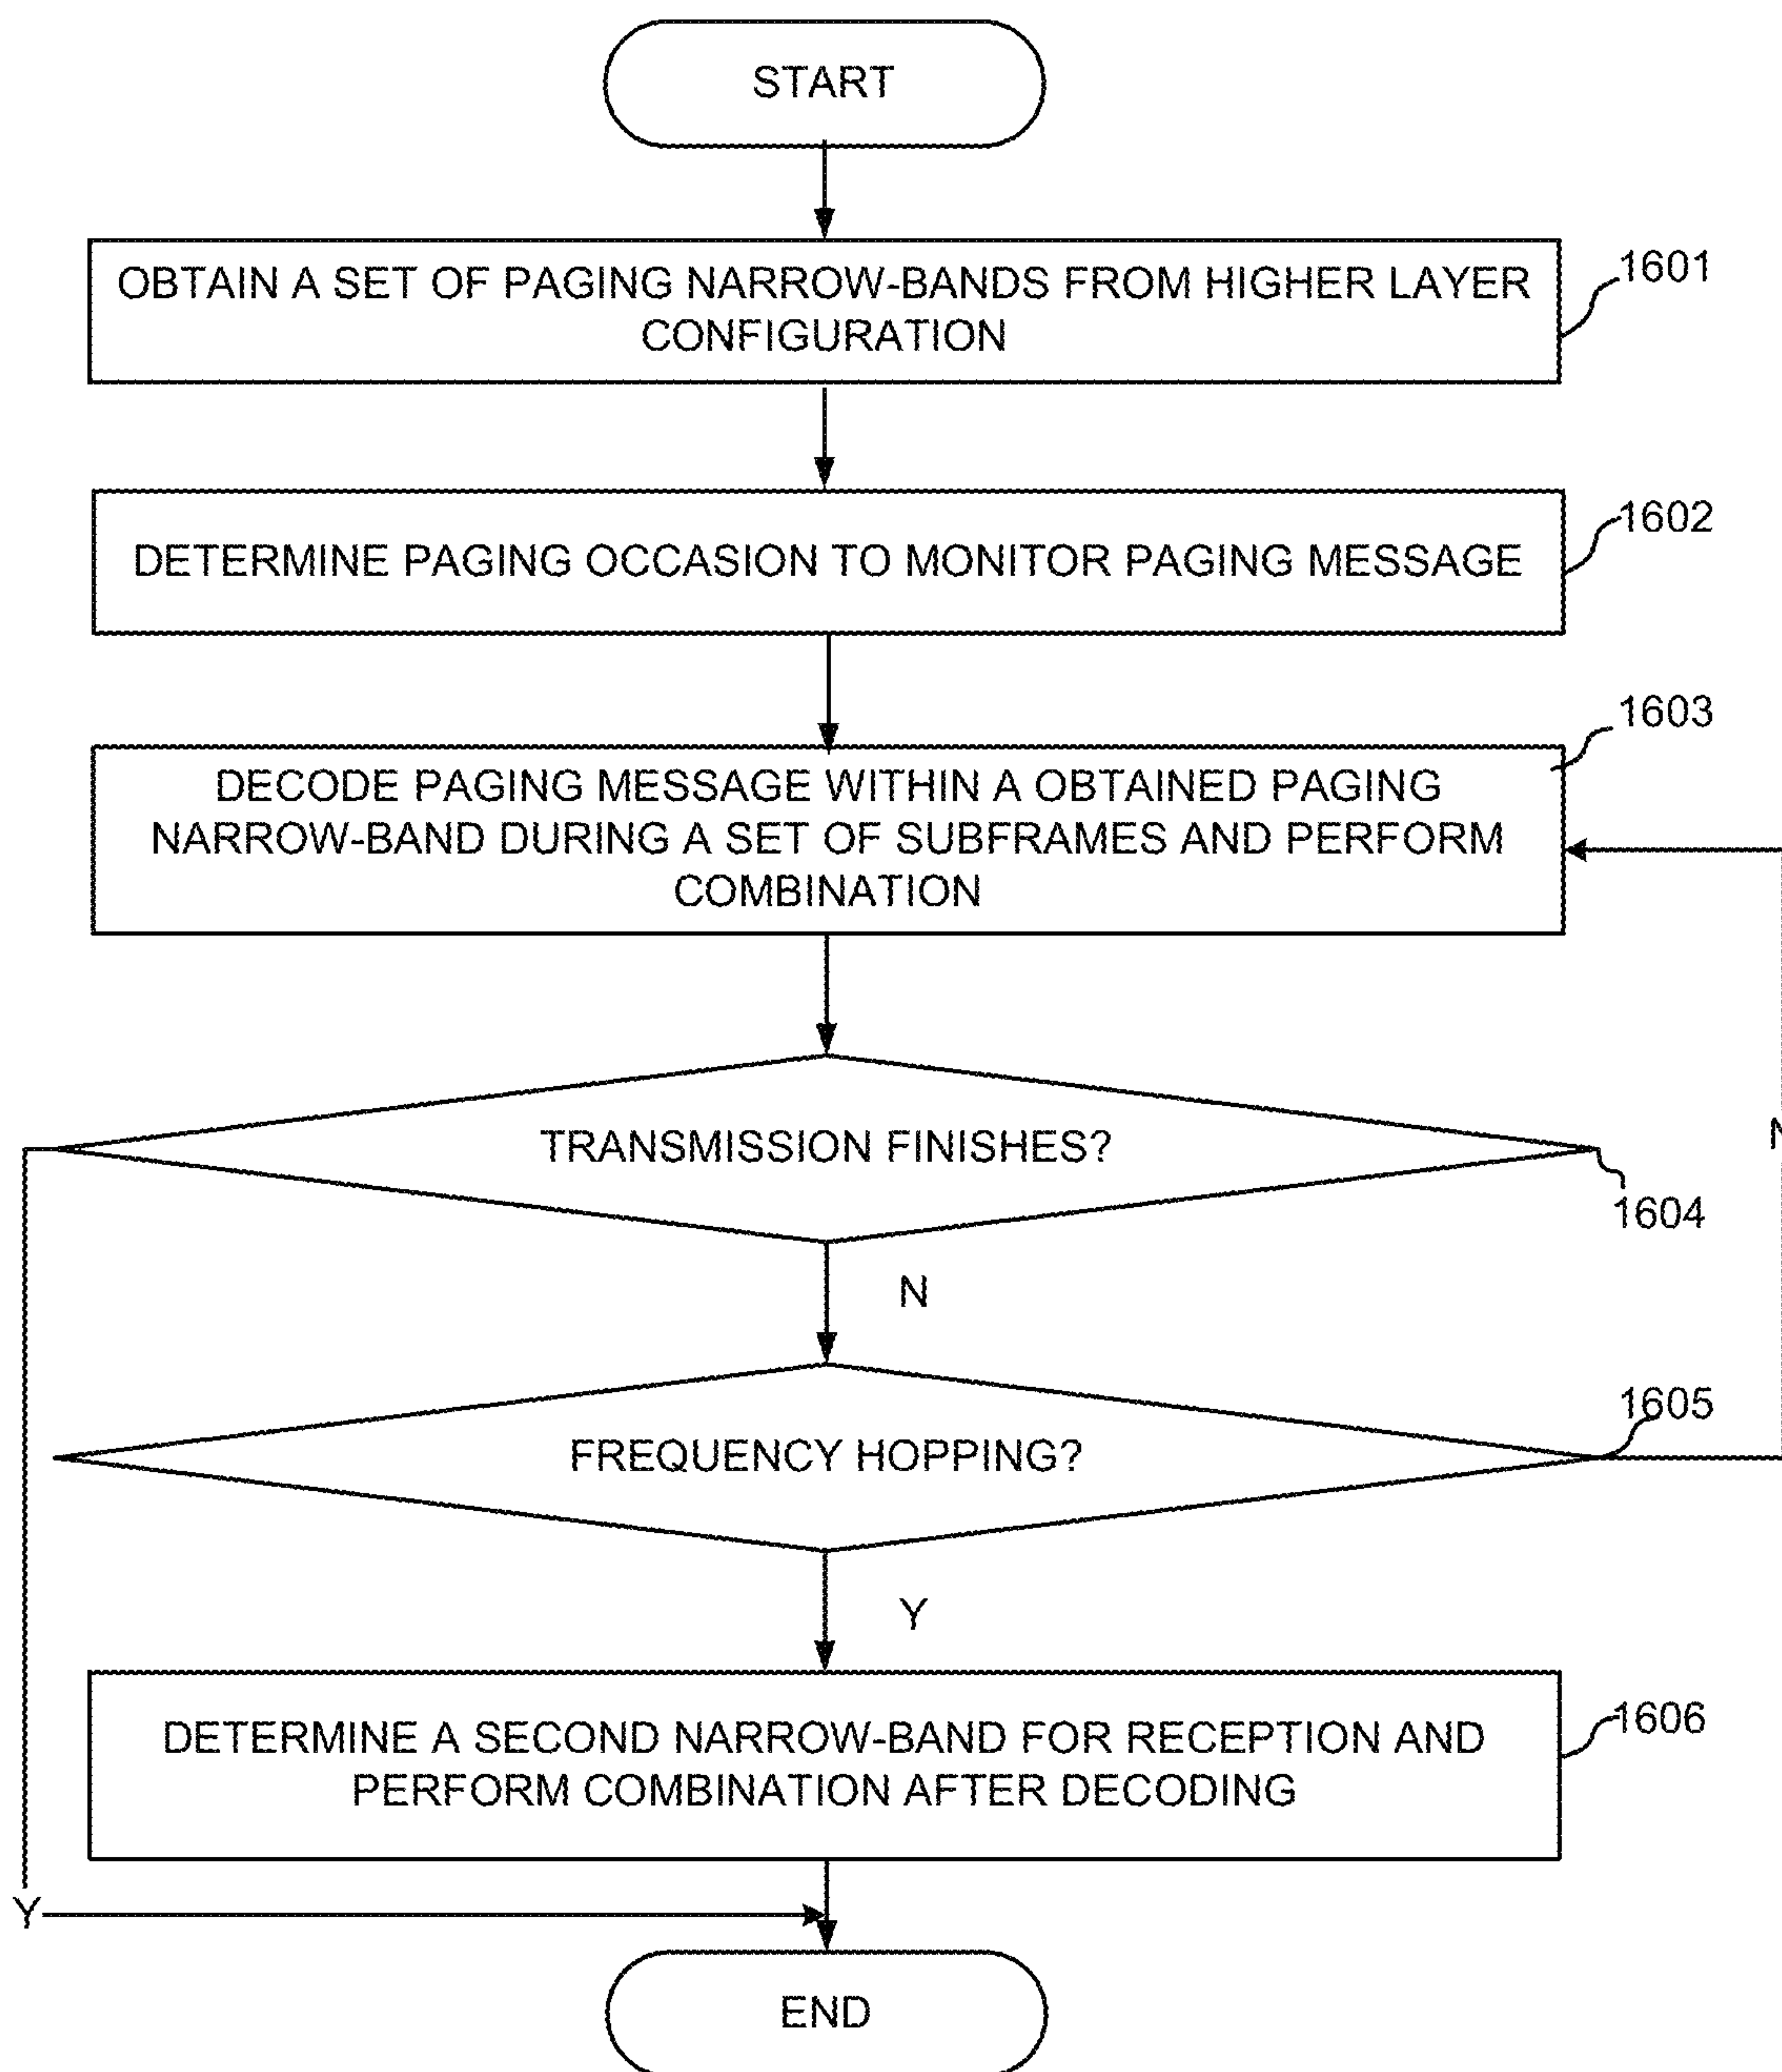 START
OBTAIN A SET OF PAGING NARROW-BANDS FROM HIGHER LAYER
CONFIGURATION
1601
DETERMINE PAGING OCCASION TO MONITOR PAGING MESSAGE
1602
1603
DECODE PAGING MESSAGE WITHIN A OBTAINED PAGING
NARROW-BAND DURING A SET OF SUBFRAMES AND PERFORM
COMBINATION
TRANSMISSION FINISHES?
N
1604
N
1605
FREQUENCY HOPPING?
Y
1606
DETERMINE A SECOND NARROW-BAND FOR RECEPTION AND
PERFORM COMBINATION AFTER DECODING
Y
END